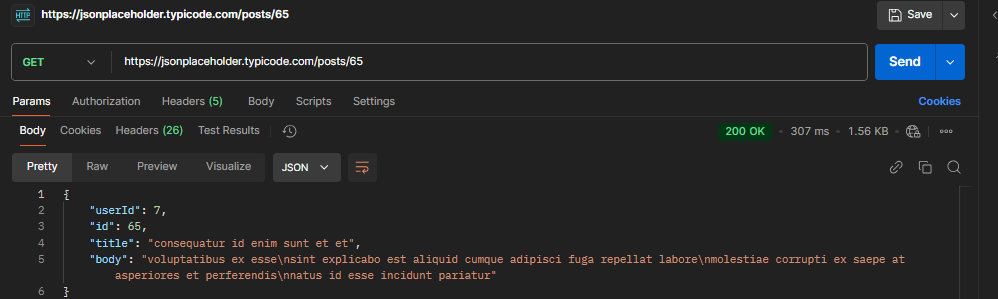 HTTP https://jsonplaceholder.typicode.com/posts/65 Save
GET https://jsonplaceholder.typicode.com/posts/65 Send
Params Authorization Headers (5) Body Scripts Settings Cookies
Body Cookies Headers (26) Test Results 200 OK • 307 ms • 1.56 KB
Pretty Raw Preview Visualize JSON
1 {
2 "userId": 7,
3 "id": 65,
4 "title": "consequatur id enim sunt et et",
5 "body": "voluptatibus ex esse\nsint explicabo est aliquid cumque adipisci fuga repellat labore\nmolestiae corrupti ex saepe at
asperiores et perferendis\nnatus id esse incidunt pariatur"
6 }